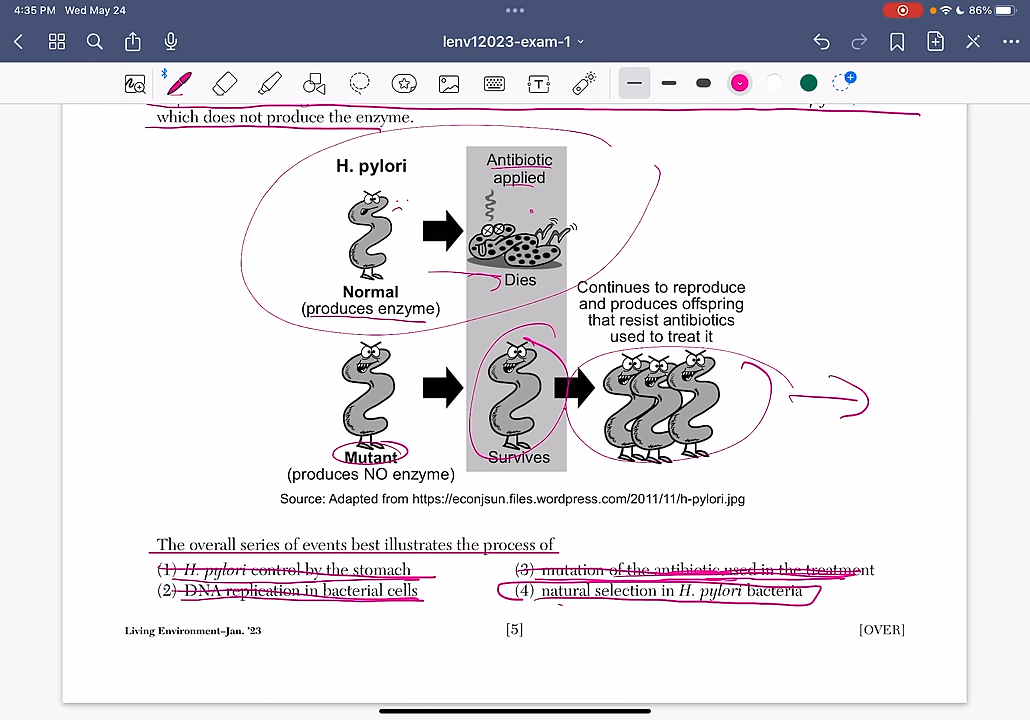 4:35 PM Wed May 24
86%
lenv12023-exam-1
which does not produce the enzyme.
H. pylori
Antibiotic
applied
Dies
Normal
(produces enzyme)
Continues to reproduce
and produces offspring
that resist antibiotics
used to treat it
Mutant
(produces NO enzyme)
Survives
Source: Adapted from https://econjsun.files.wordpress.com/2011/11/h-pylori.jpg
The overall series of events best illustrates the process of
(1) H. pylori control by the stomach
(3) mutation of the antibiotic used in the treatment
(2) DNA replication in bacterial cells
(4) natural selection in H. pylori bacteria
Living Environment–Jan. '23
[5]
[OVER]